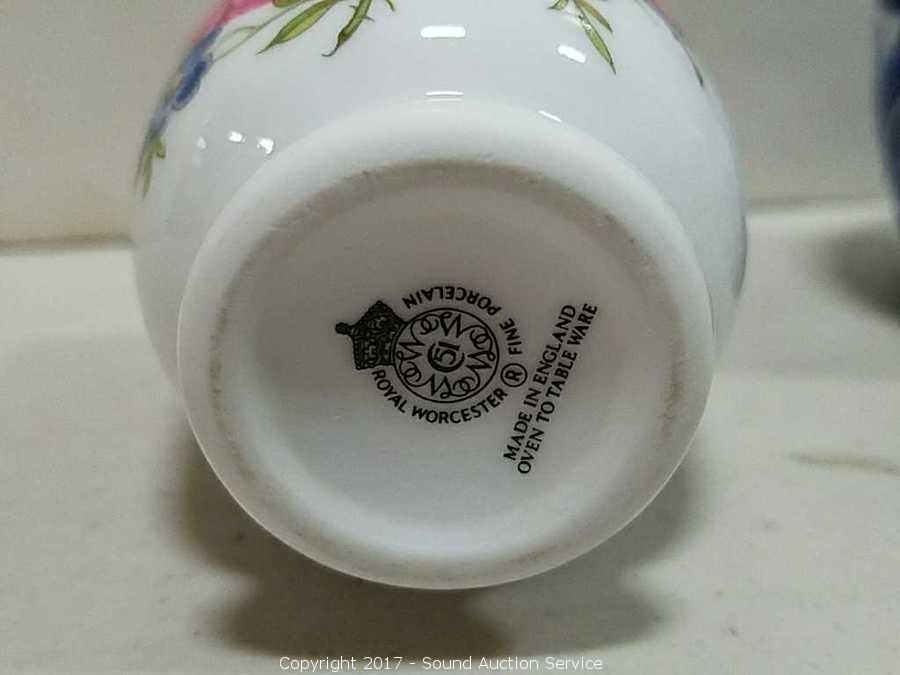 ROYAL WORCESTER ® FINE PORCELAIN
51
MADE IN ENGLAND
OVEN TO TABLE WARE
Copyright 2017 - Sound Auction Service